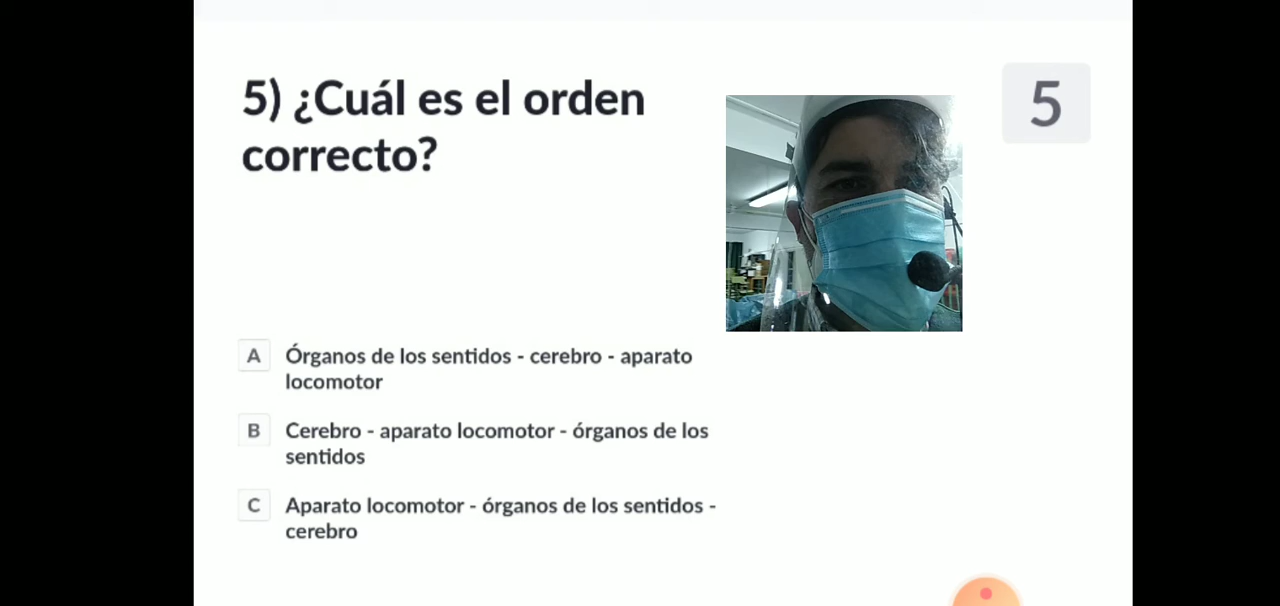 5) ¿Cuál es el orden
correcto?
5
A Órganos de los sentidos - cerebro - aparato
locomotor
B Cerebro - aparato locomotor - órganos de los
sentidos
C Aparato locomotor - órganos de los sentidos -
cerebro